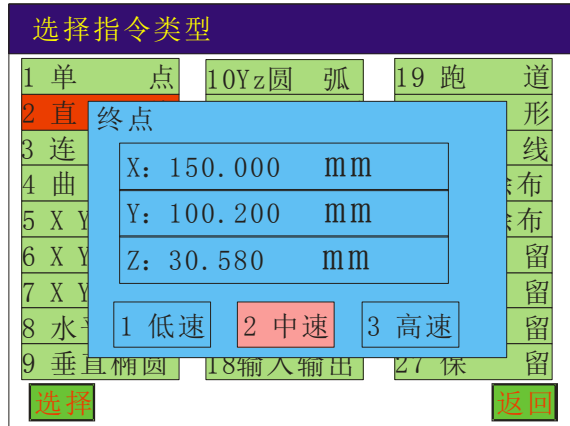 选择指令类型
1 单 点 10Yz圆 弧 19 跑 道
2 直 形
终点
3 连 线
X: 150.000 mm
4 曲 涂布
Y: 100.200 mm
5 X Y 涂布
6 X Y 留
Z: 30.580 mm
7 X Y 留
8 水平 留
1 低速 2 中速 3 高速
9 垂直椭圆 18输入输出 27 保 留
选择 返回